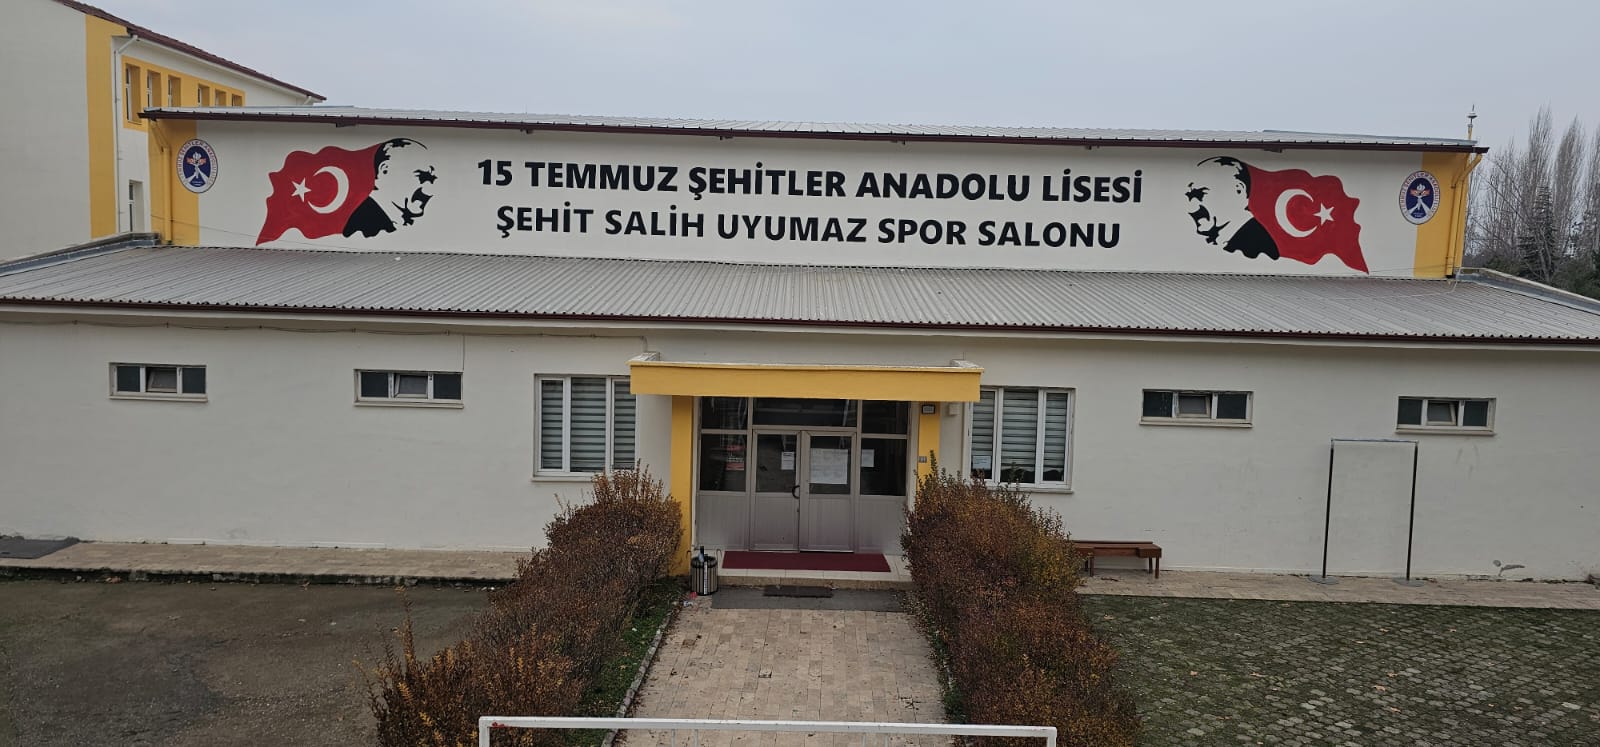 15 TEMMUZ ŞEHİTLER ANADOLU LİSESİ
ŞEHİT SALİH UYUMAZ SPOR SALONU